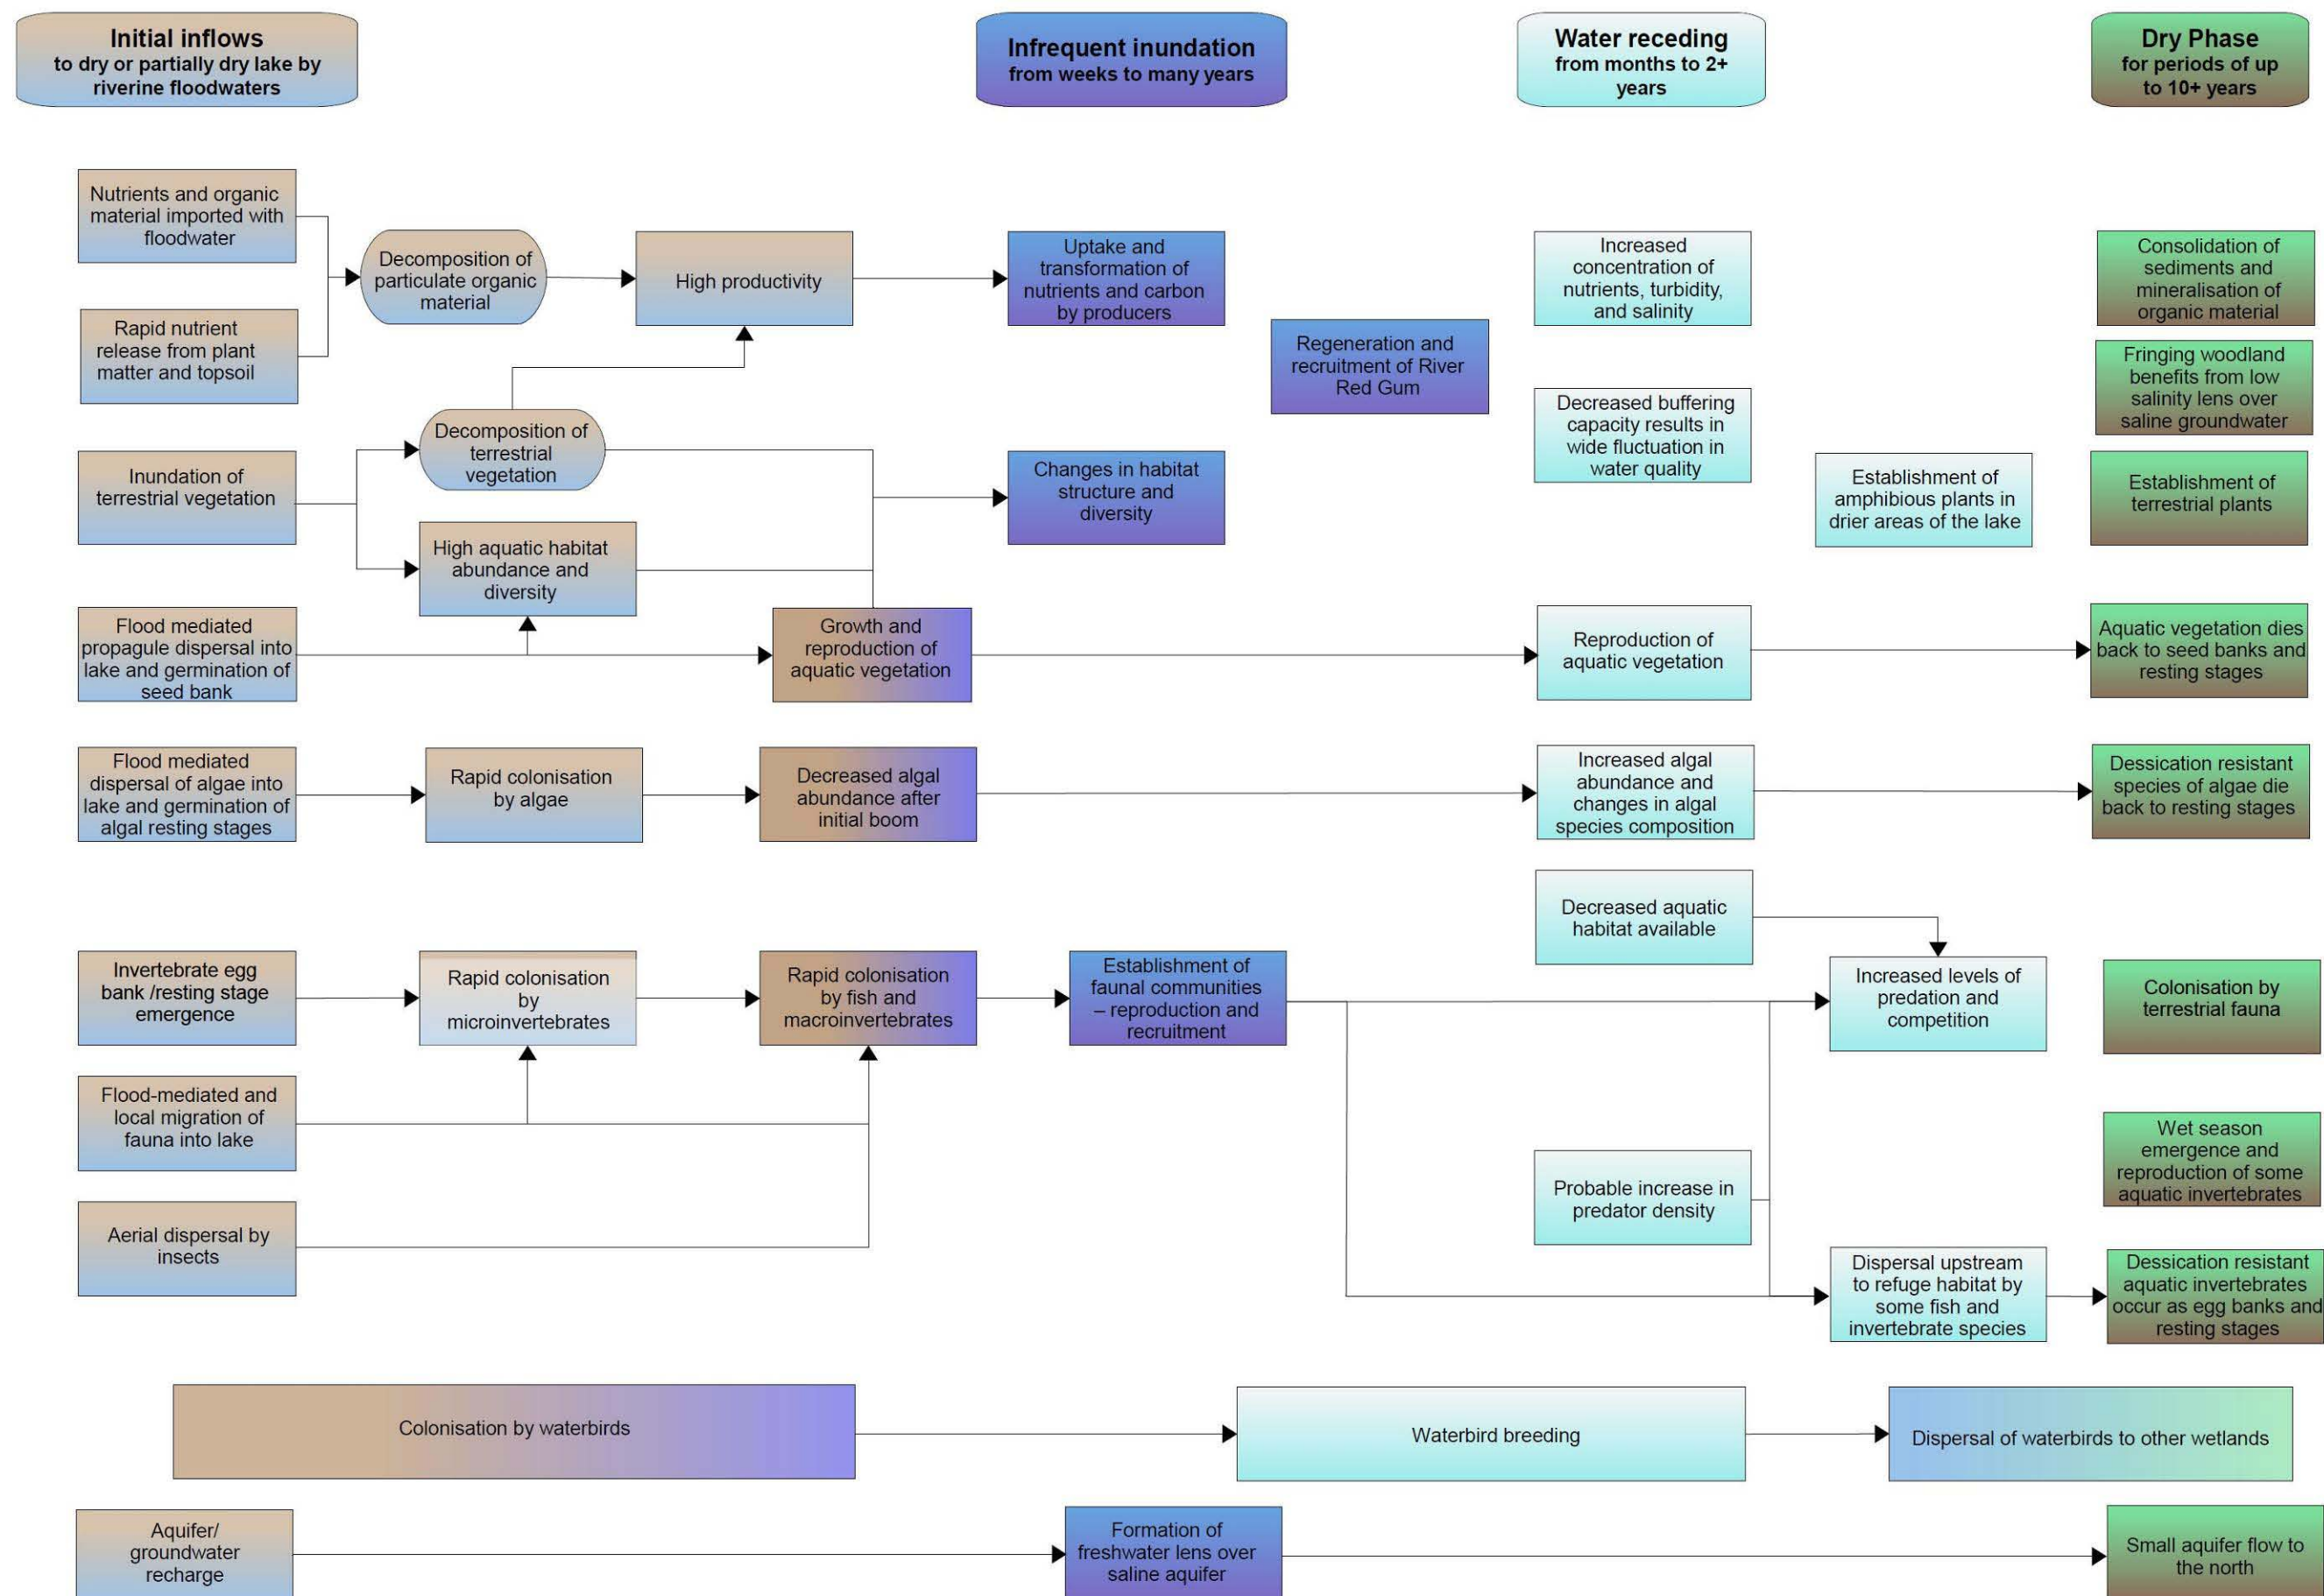 Initial inflows
to dry or partially dry lake by
riverine floodwaters
Infrequent inundation
from weeks to many years
Water receding
from months to 2+
years
Dry Phase
for periods of up
to 10+ years
Nutrients and organic
material imported with
floodwater
Rapid nutrient
release from plant
matter and topsoil
Decomposition of
particulate organic
material
High productivity
Uptake and
transformation of
nutrients and carbon
by producers
Regeneration and
recruitment of River
Red Gum
Increased
concentration of
nutrients, turbidity,
and salinity
Decreased buffering
capacity results in
wide fluctuation in
water quality
Consolidation of
sediments and
mineralisation of
organic material
Fringing woodland
benefits from low
salinity lens over
saline groundwater
Inundation of
terrestrial vegetation
Decomposition of
terrestrial
vegetation
High aquatic habitat
abundance and
diversity
Changes in habitat
structure and
diversity
Establishment of
amphibious plants in
drier areas of the lake
Establishment of
terrestrial plants
Flood mediated
propagule dispersal into
lake and germination of
seed bank
Growth and
reproduction of
aquatic vegetation
Reproduction of
aquatic vegetation
Aquatic vegetation dies
back to seed banks and
resting stages
Flood mediated
dispersal of algae into
lake and germination of
algal resting stages
Rapid colonisation
by algae
Decreased algal
abundance after
initial boom
Increased algal
abundance and
changes in algal
species composition
Dessication resistant
species of algae die
back to resting stages
Decreased aquatic
habitat available
Invertebrate egg
bank /resting stage
emergence
Rapid colonisation
by
microinvertebrates
Rapid colonisation
by fish and
macroinvertebrates
Establishment of
faunal communities
– reproduction and
recruitment
Increased levels of
predation and
competition
Colonisation by
terrestrial fauna
Flood-mediated and
local migration of
fauna into lake
Wet season
emergence and
reproduction of some
aquatic invertebrates
Probable increase in
predator density
Aerial dispersal by
insects
Dispersal upstream
to refuge habitat by
some fish and
invertebrate species
Dessication resistant
aquatic invertebrates
occur as egg banks and
resting stages
Colonisation by waterbirds
Waterbird breeding
Dispersal of waterbirds to other wetlands
Aquifer/
groundwater
recharge
Formation of
freshwater lens over
saline aquifer
Small aquifer flow to
the north